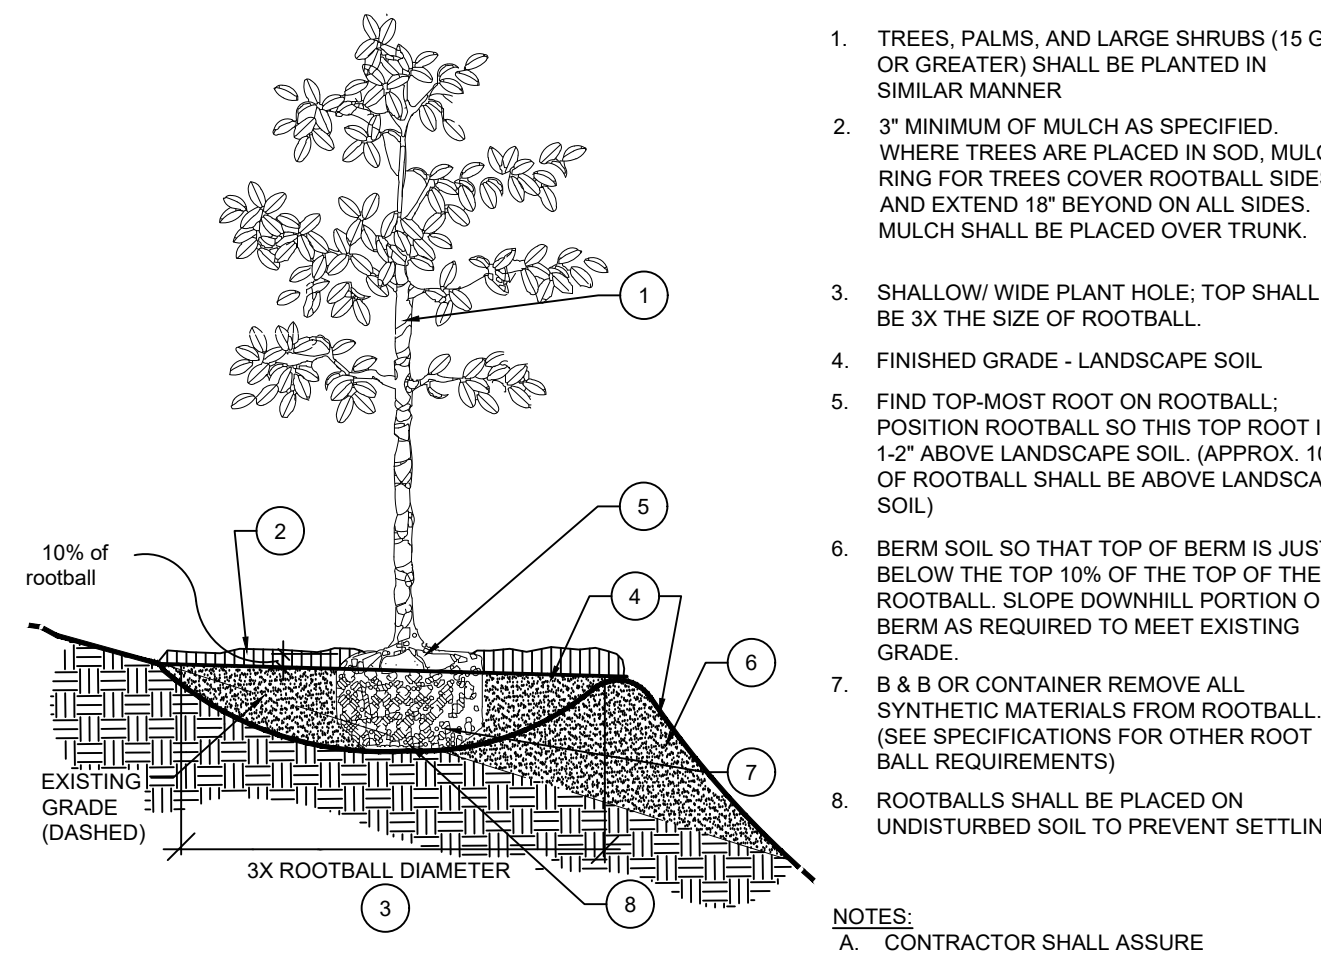 1. TREES, PALMS, AND LARGE SHRUBS (15
OR GREATER) SHALL BE PLANTED IN
SIMILAR MANNER
2. 3" MINIMUM OF MULCH AS SPECIFIED.
WHERE TREES ARE PLACED IN SOD,
RING FOR TREES COVER ROOTBALL
AND EXTEND 18" BEYOND ON ALL SIDES.
MULCH SHALL BE PLACED OVER TRUNK.
3. SHALLOW/ WIDE PLANT HOLE; TOP SHALL
BE 3X THE SIZE OF ROOTBALL.
4. FINISHED GRADE - LANDSCAPE SOIL
5. FIND TOP-MOST ROOT ON ROOTBALL;
POSITION ROOTBALL SO THIS TOP ROOT
1-2" ABOVE LANDSCAPE SOIL. (APPROX.
OF ROOTBALL SHALL BE ABOVE
SOIL)
6. BERM SOIL SO THAT TOP OF BERM IS
BELOW THE TOP 10% OF THE TOP OF THE
ROOTBALL. SLOPE DOWNHILL PORTION
BERM AS REQUIRED TO MEET EXISTING
GRADE.
7. B & B OR CONTAINER REMOVE ALL
SYNTHETIC MATERIALS FROM ROOTBALL.
(SEE SPECIFICATIONS FOR OTHER ROOT
BALL REQUIREMENTS)
8. ROOTBALLS SHALL BE PLACED ON
UNDISTURBED SOIL TO PREVENT
NOTES:
A. CONTRACTOR SHALL ASSURE
1
2
5
10% of
rootball
4
6
7
EXISTING
GRADE
(DASHED)
3X ROOTBALL DIAMETER
3
8